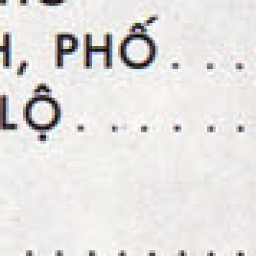 H, PHỐ . . .
LỘ . . . . . .